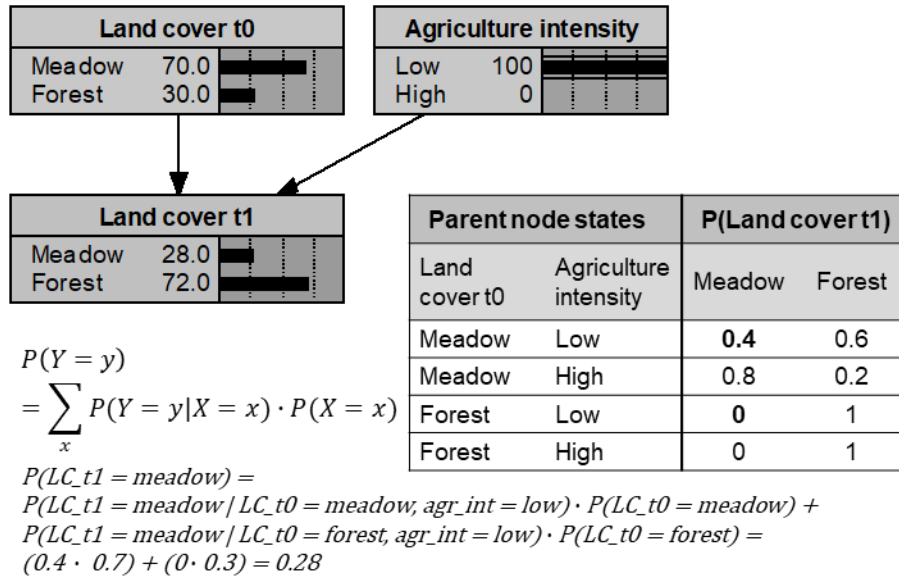 Land cover t0
Meadow 70.0
Forest 30.0
Agriculture intensity
Low 100
High 0
Land cover t1
Meadow 28.0
Forest 72.0
Parent node states P(Land cover t1)
Land cover t0 Agriculture intensity Meadow Forest
Meadow Low 0.4 0.6
Meadow High 0.8 0.2
Forest Low 0 1
Forest High 0 1
P(Y = y)
= ∑ P(Y = y|X = x) · P(X = x)
x
P(LC_t1 = meadow) =
P(LC_t1 = meadow | LC_t0 = meadow, agr_int = low) · P(LC_t0 = meadow) +
P(LC_t1 = meadow | LC_t0 = forest, agr_int = low) · P(LC_t0 = forest) =
(0.4 · 0.7) + (0 · 0.3) = 0.28